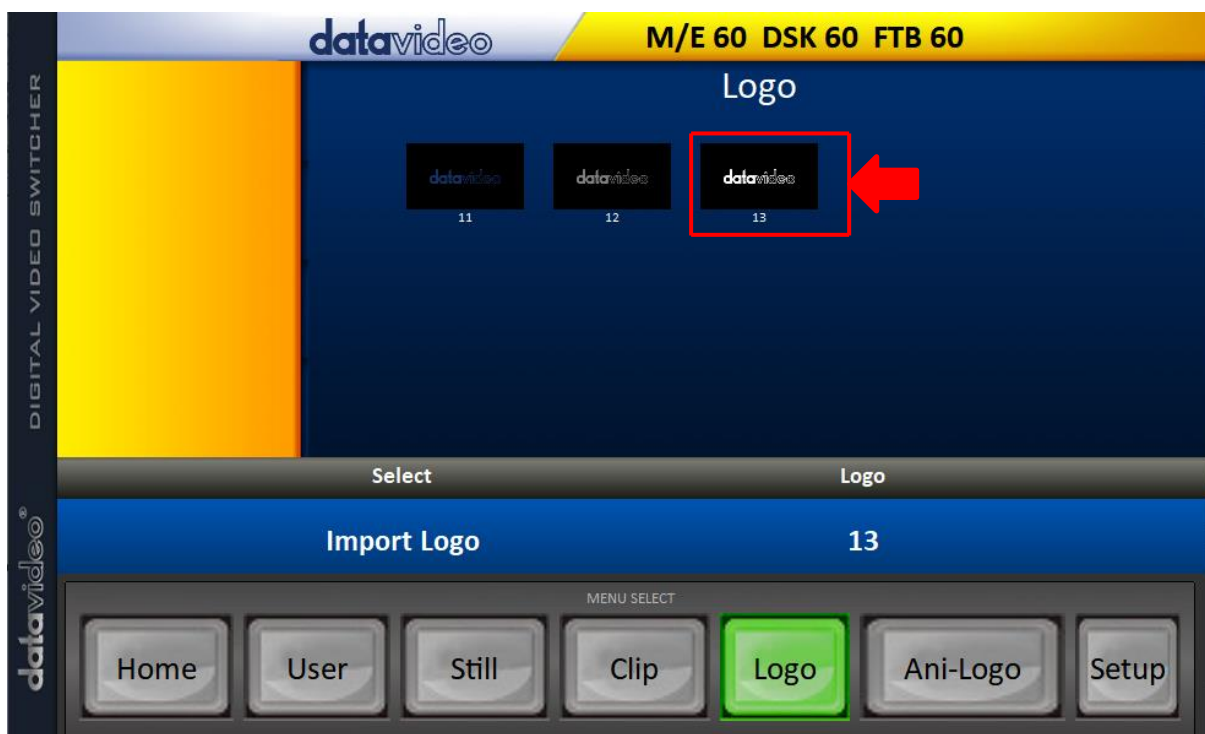 datavideo
M/E 60 DSK 60 FTB 60
Logo
datavideo
datavideo
datavideo
11
12
13
Select
Logo
Import Logo
13
MENU SELECT
Home
User
Still
Clip
Logo
Ani-Logo
Setup
DIGITAL VIDEO SWITCHER
datavideo®